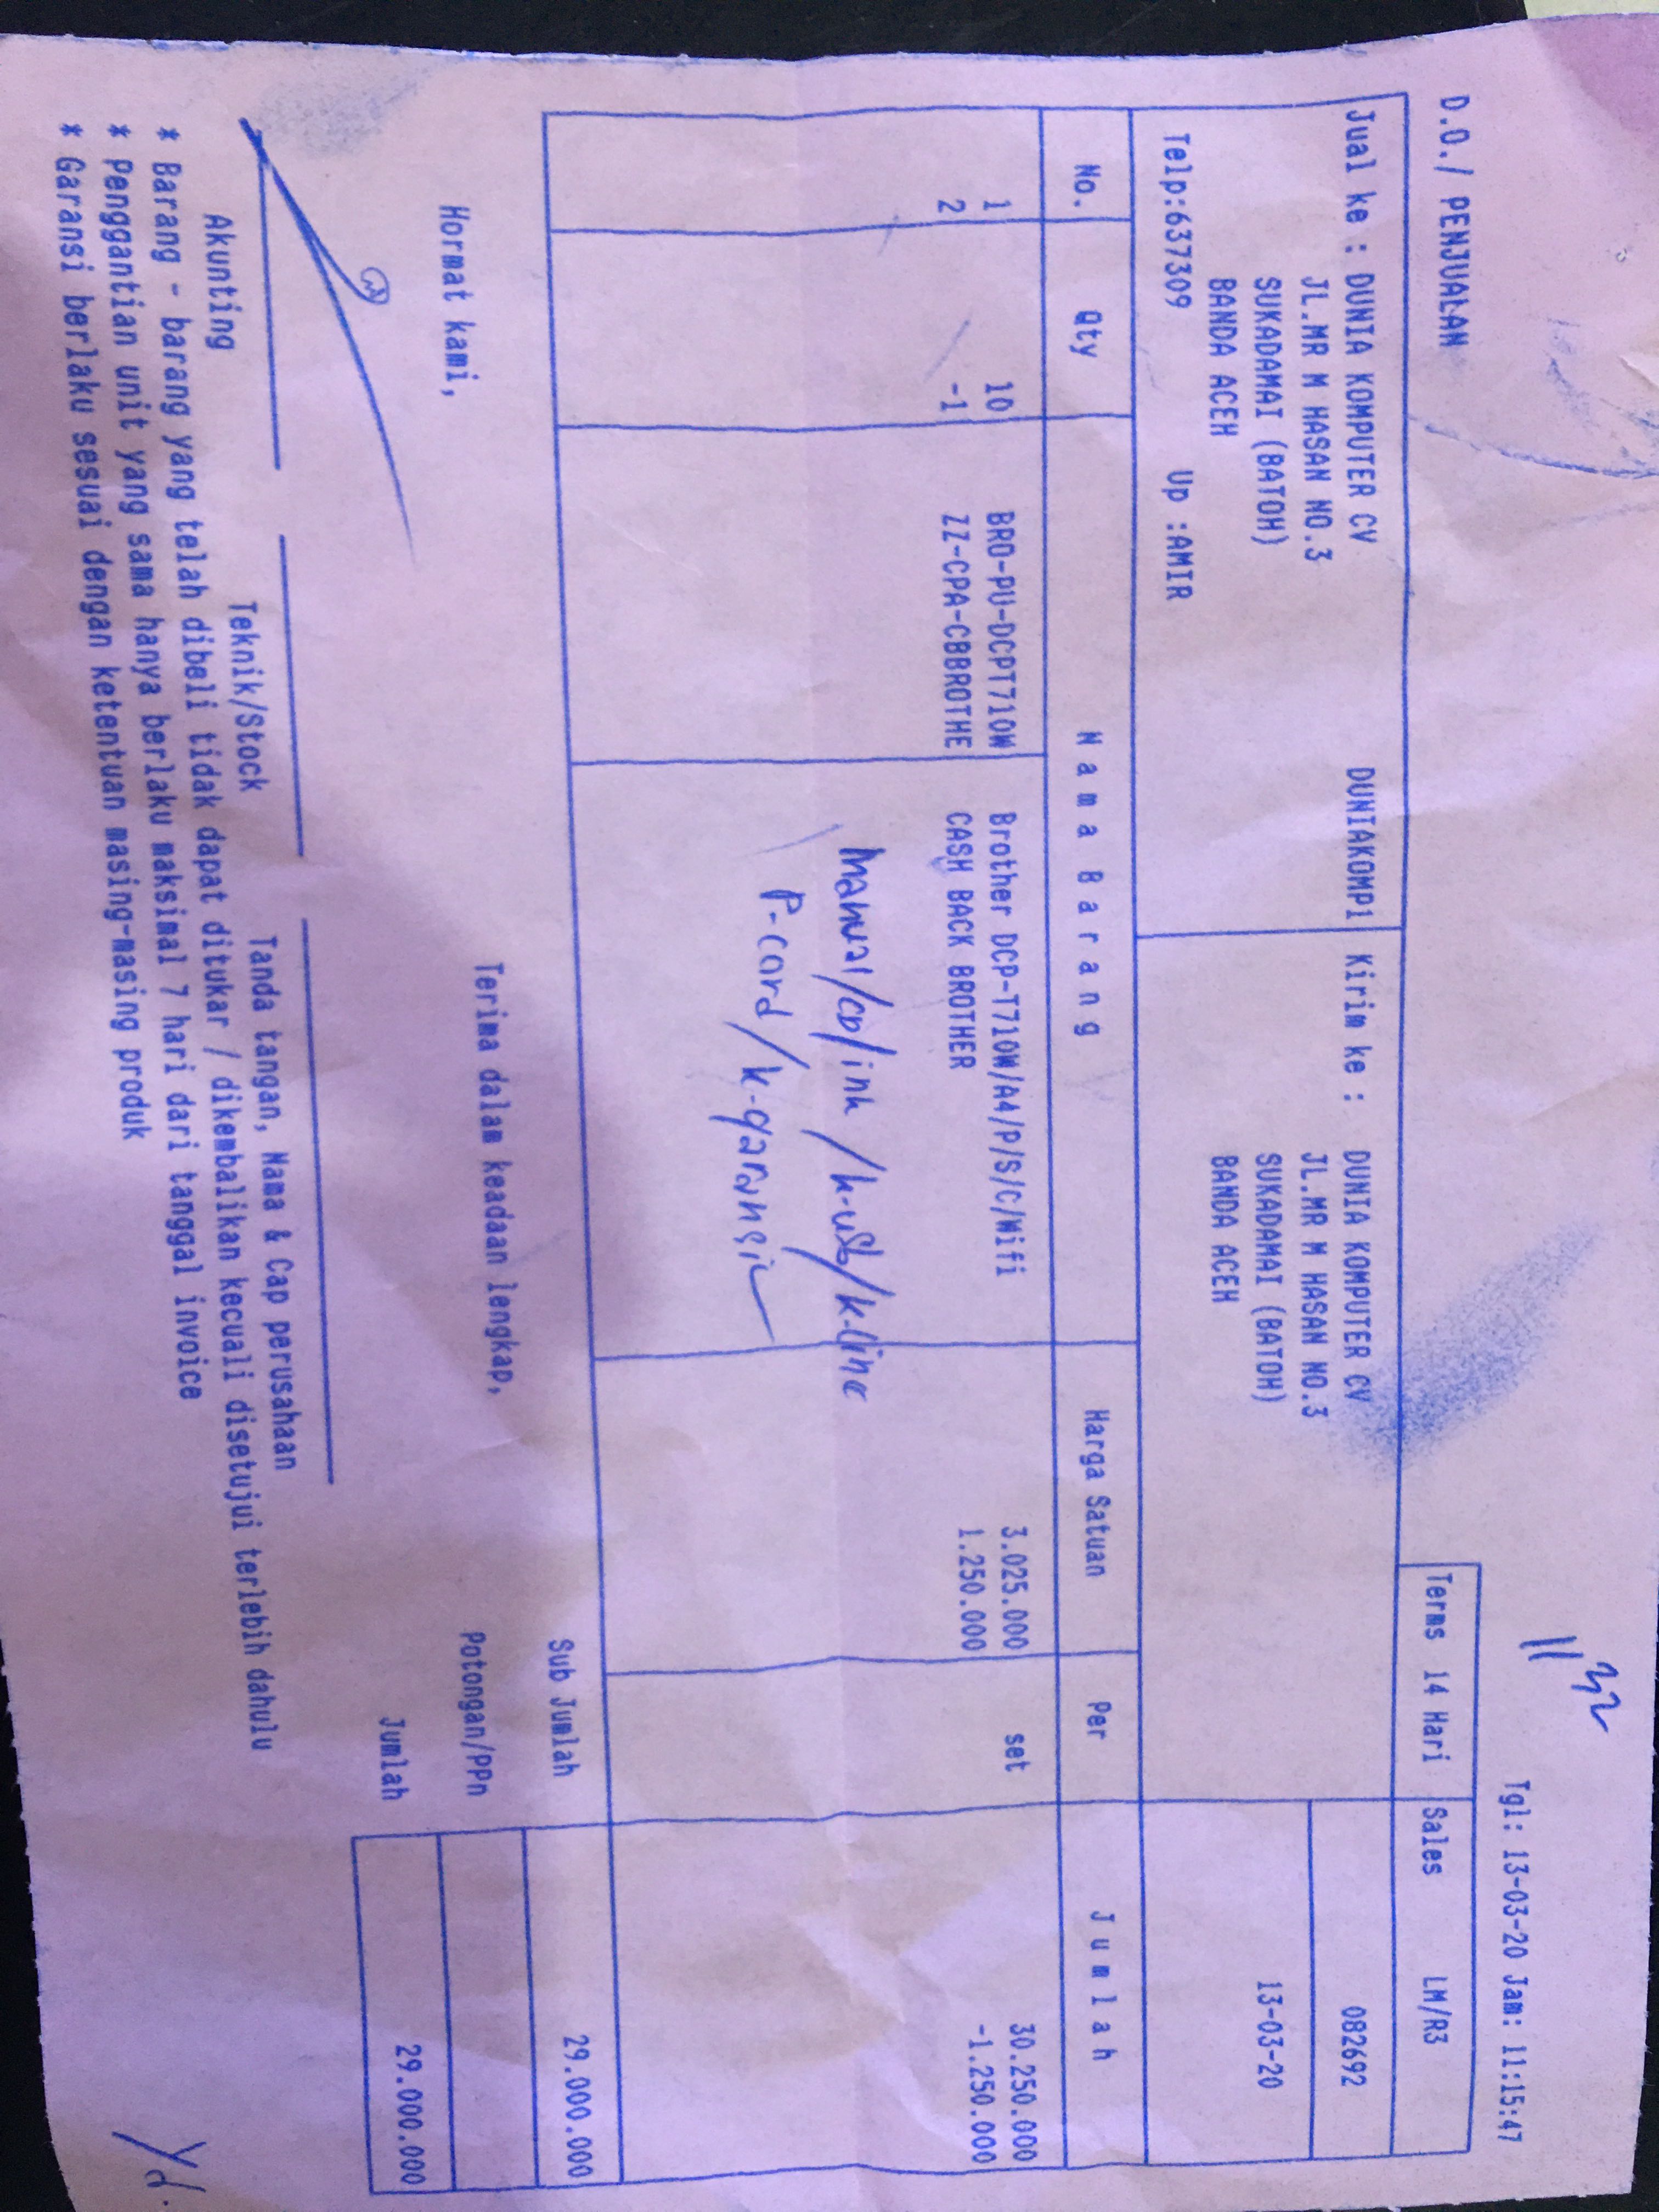 1132
Tgl: 13-03-20 Jam: 11:15:47
D.O./ PENJUALAN
Terms 14 Hari Sales LM/R3
Jual ke : DUNIA KOMPUTER CV DUNIAKOMP1 Kirim ke : DUNIA KOMPUTER CV 082692
JL.MR M HASAN NO.3 JL.MR M HASAN NO.3
SUKADAMAI (BATOH) SUKADAMAI (BATOH) 13-03-20
BANDA ACEH BANDA ACEH
Telp:637309 Up :AMIR
No. Qty Nama Barang Harga Satuan Per Jumlah
1 10 BRO-PU-DCPT710W Brother DCP-T710W/A4/P/S/C/Wifi 3.025.000 set 30.250.000
2 -1 ZZ-CPA-CBBROTHE CASH BACK BROTHER 1.250.000 -1.250.000
Manual/CD/ink/k-usb/k-line
P-card/k-garansi
Sub Jumlah 29.000.000
Hormat kami, Terima dalam keadaan lengkap, Potongan/PPn
Jumlah 29.000.000
Akunting Teknik/Stock Tanda tangan, Nama & Cap perusahaan
* Barang - barang yang telah dibeli tidak dapat ditukar / dikembalikan kecuali disetujui terlebih dahulu
* Penggantian unit yang sama hanya berlaku maksimal 7 hari dari tanggal invoice
* Garansi berlaku sesuai dengan ketentuan masing-masing produk